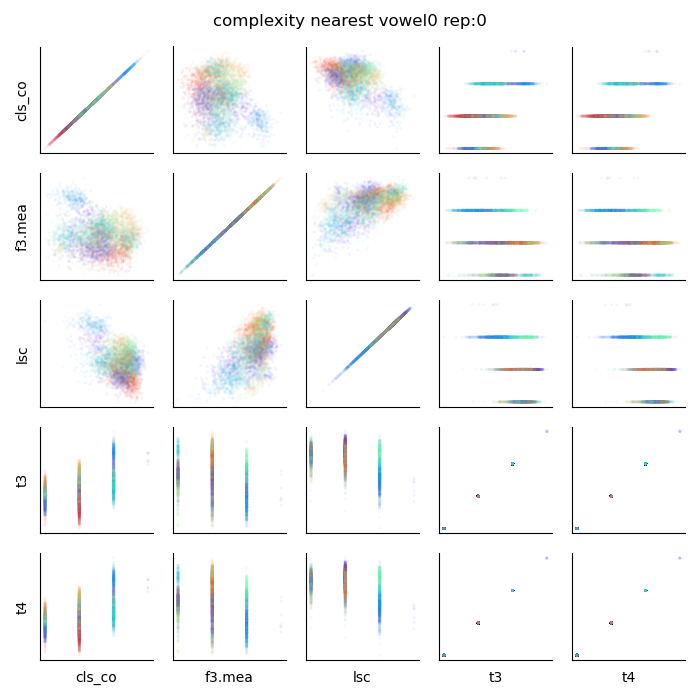 complexity nearest vowel0 rep:0
cls_co
f3.mea
lsc
t3
t4
cls_co f3.mea lsc t3 t4